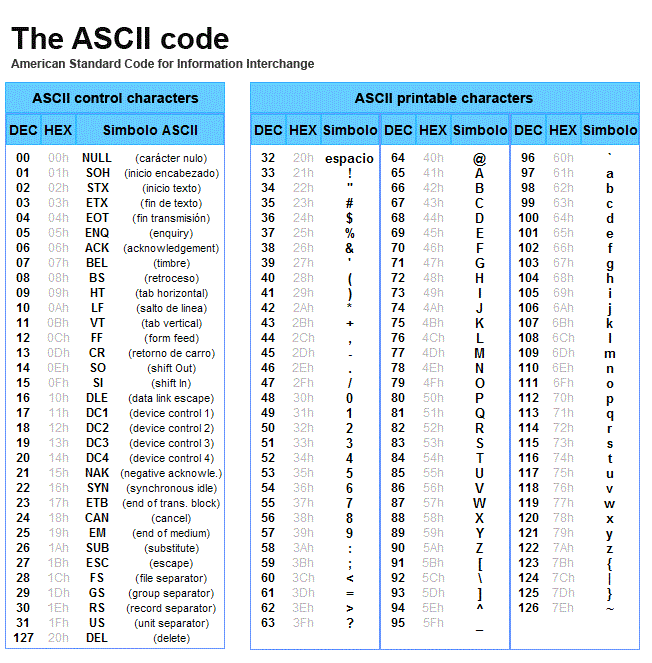 The ASCII code
American Standard Code for Information Interchange
ASCII control characters
DEC HEX Simbolo ASCII
00 00h NULL (carácter nulo)
01 01h SOH (inicio encabezado)
02 02h STX (inicio texto)
03 03h ETX (fin de texto)
04 04h EOT (fin transmisión)
05 05h ENQ (enquiry)
06 06h ACK (acknowledgement)
07 07h BEL (timbre)
08 08h BS (retroceso)
09 09h HT (tab horizontal)
10 0Ah LF (salto de linea)
11 0Bh VT (tab vertical)
12 0Ch FF (form feed)
13 0Dh CR (retorno de carro)
14 0Eh SO (shift Out)
15 0Fh SI (shift In)
16 10h DLE (data link escape)
17 11h DC1 (device control 1)
18 12h DC2 (device control 2)
19 13h DC3 (device control 3)
20 14h DC4 (device control 4)
21 15h NAK (negative acknowle.)
22 16h SYN (synchronous idle)
23 17h ETB (end of trans. block)
24 18h CAN (cancel)
25 19h EM (end of medium)
26 1Ah SUB (substitute)
27 1Bh ESC (escape)
28 1Ch FS (file separator)
29 1Dh GS (group separator)
30 1Eh RS (record separator)
31 1Fh US (unit separator)
127 20h DEL (delete)
ASCII printable characters
DEC HEX Simbolo DEC HEX Simbolo DEC HEX Simbolo
32 20h espacio 64 40h @ 96 60h `
33 21h ! 65 41h A 97 61h a
34 22h " 66 42h B 98 62h b
35 23h # 67 43h C 99 63h c
36 24h $ 68 44h D 100 64h d
37 25h % 69 45h E 101 65h e
38 26h & 70 46h F 102 66h f
39 27h ' 71 47h G 103 67h g
40 28h ( 72 48h H 104 68h h
41 29h ) 73 49h I 105 69h i
42 2Ah * 74 4Ah J 106 6Ah j
43 2Bh + 75 4Bh K 107 6Bh k
44 2Ch , 76 4Ch L 108 6Ch l
45 2Dh - 77 4Dh M 109 6Dh m
46 2Eh . 78 4Eh N 110 6Eh n
47 2Fh / 79 4Fh O 111 6Fh o
48 30h 0 80 50h P 112 70h p
49 31h 1 81 51h Q 113 71h q
50 32h 2 82 52h R 114 72h r
51 33h 3 83 53h S 115 73h s
52 34h 4 84 54h T 116 74h t
53 35h 5 85 55h U 117 75h u
54 36h 6 86 56h V 118 76h v
55 37h 7 87 57h W 119 77h w
56 38h 8 88 58h X 120 78h x
57 39h 9 89 59h Y 121 79h y
58 3Ah : 90 5Ah Z 122 7Ah z
59 3Bh ; 91 5Bh [ 123 7Bh {
60 3Ch < 92 5Ch \ 124 7Ch |
61 3Dh = 93 5Dh ] 125 7Dh }
62 3Eh > 94 5Eh ^ 126 7Eh ~
63 3Fh ? 95 5Fh _